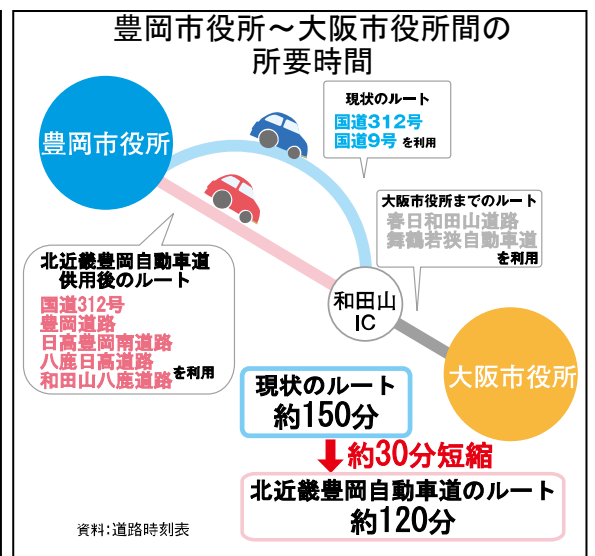 豊岡市役所～大阪市役所間の
所要時間
現状のルート
国道312号
国道9号 を利用
豊岡市役所
大阪市役所までのルート
春日和田山道路
舞鶴若狭自動車道
を利用
北近畿豊岡自動車道
供用後のルート
国道312号
豊岡道路
日高豊岡南道路
八鹿日高道路
和田山八鹿道路 を利用
和田山
IC
大阪市役所
現状のルート
約150分
約30分短縮
北近畿豊岡自動車道のルート
約120分
資料:道路時刻表